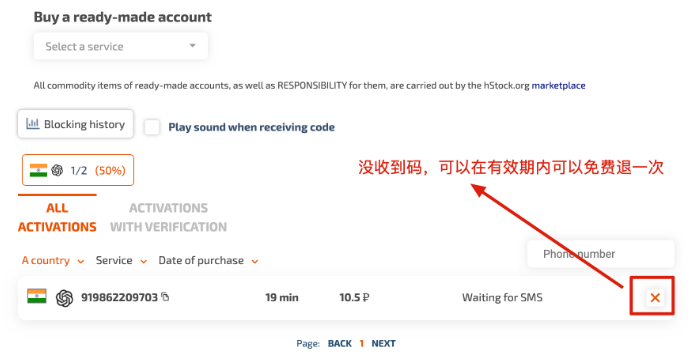 Buy a ready-made account
Select a service
All commodity items of ready-made accounts, as well as RESPONSIBILITY for them, are carried out by the hStock.org marketplace
Blocking history
Play sound when receiving code
1/2 (50%)
没收到码，可以在有效期内可以免费退一次
ALL ACTIVATIONS
ACTIVATIONS WITH VERIFICATION
A country Service Date of purchase
Phone number
919862209703 19 min 10.5 ₽ Waiting for SMS
Page: BACK 1 NEXT